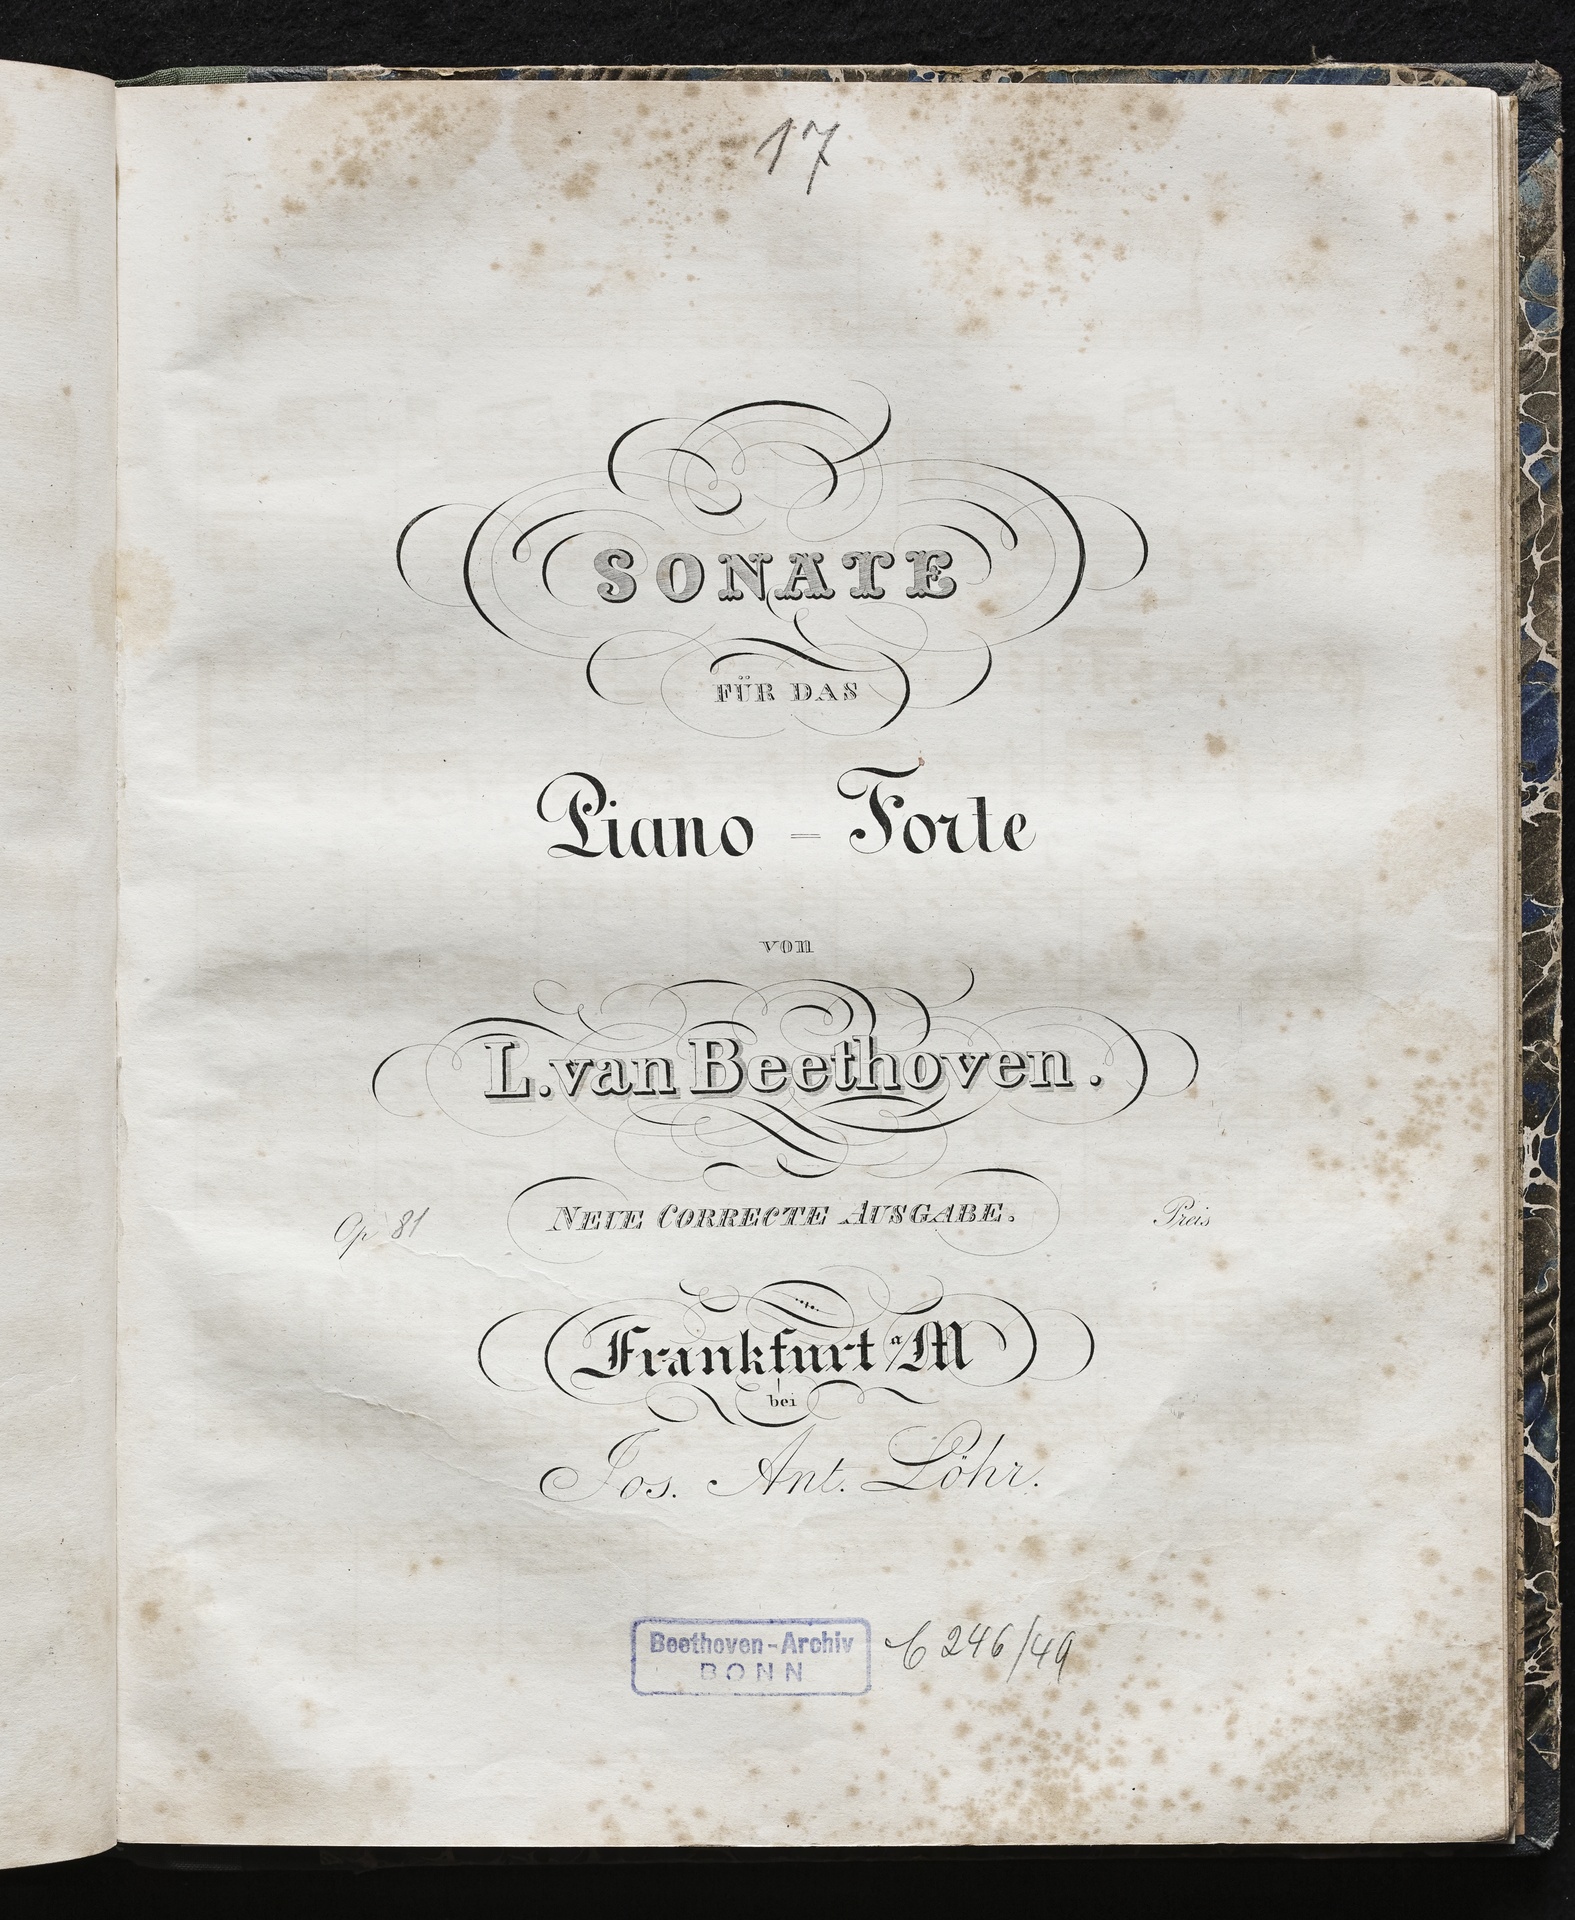 17
SONATE
FÜR DAS
Piano = Forte
von
L. van Beethoven.
Op 81 NEUE CORRECTE AUSGABE. Preis
Frankfurt a/M
bei
Jos. Ant. Löhr.
Beethoven-Archiv
BONN
C 246/49